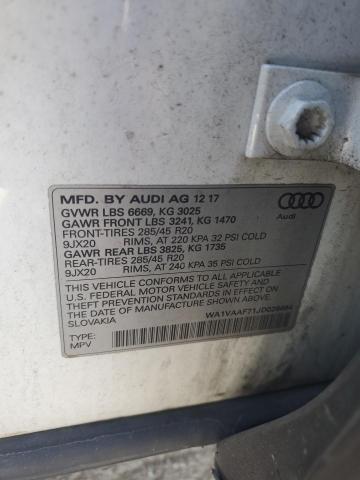 MFD. BY AUDI AG 12 17
GVWR LBS 6669, KG 3025
GAWR FRONT LBS 3241, KG 1470
FRONT-TIRES 285/45 R20
9JX20 RIMS, AT 220 KPA 32 PSI COLD
GAWR REAR LBS 3825, KG 1735
REAR-TIRES 285/45 R20
9JX20 RIMS, AT 240 KPA 35 PSI COLD
THIS VEHICLE CONFORMS TO ALL APPLICABLE
U.S. FEDERAL MOTOR VEHICLE SAFETY AND
THEFT PREVENTION STANDARDS IN EFFECT ON
THE DATE OF MANUFACTURE SHOWN ABOVE.
SLOVAKIA
TYPE:
MPV
Audi